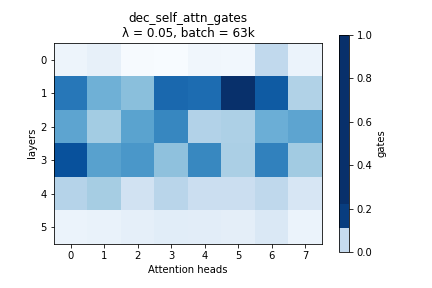 dec_self_attn_gates
λ = 0.05, batch = 63k
0
1
2
3
4
5
layers
0 1 2 3 4 5 6 7
Attention heads
1.0
0.8
0.6
0.4
0.2
0.0
gates